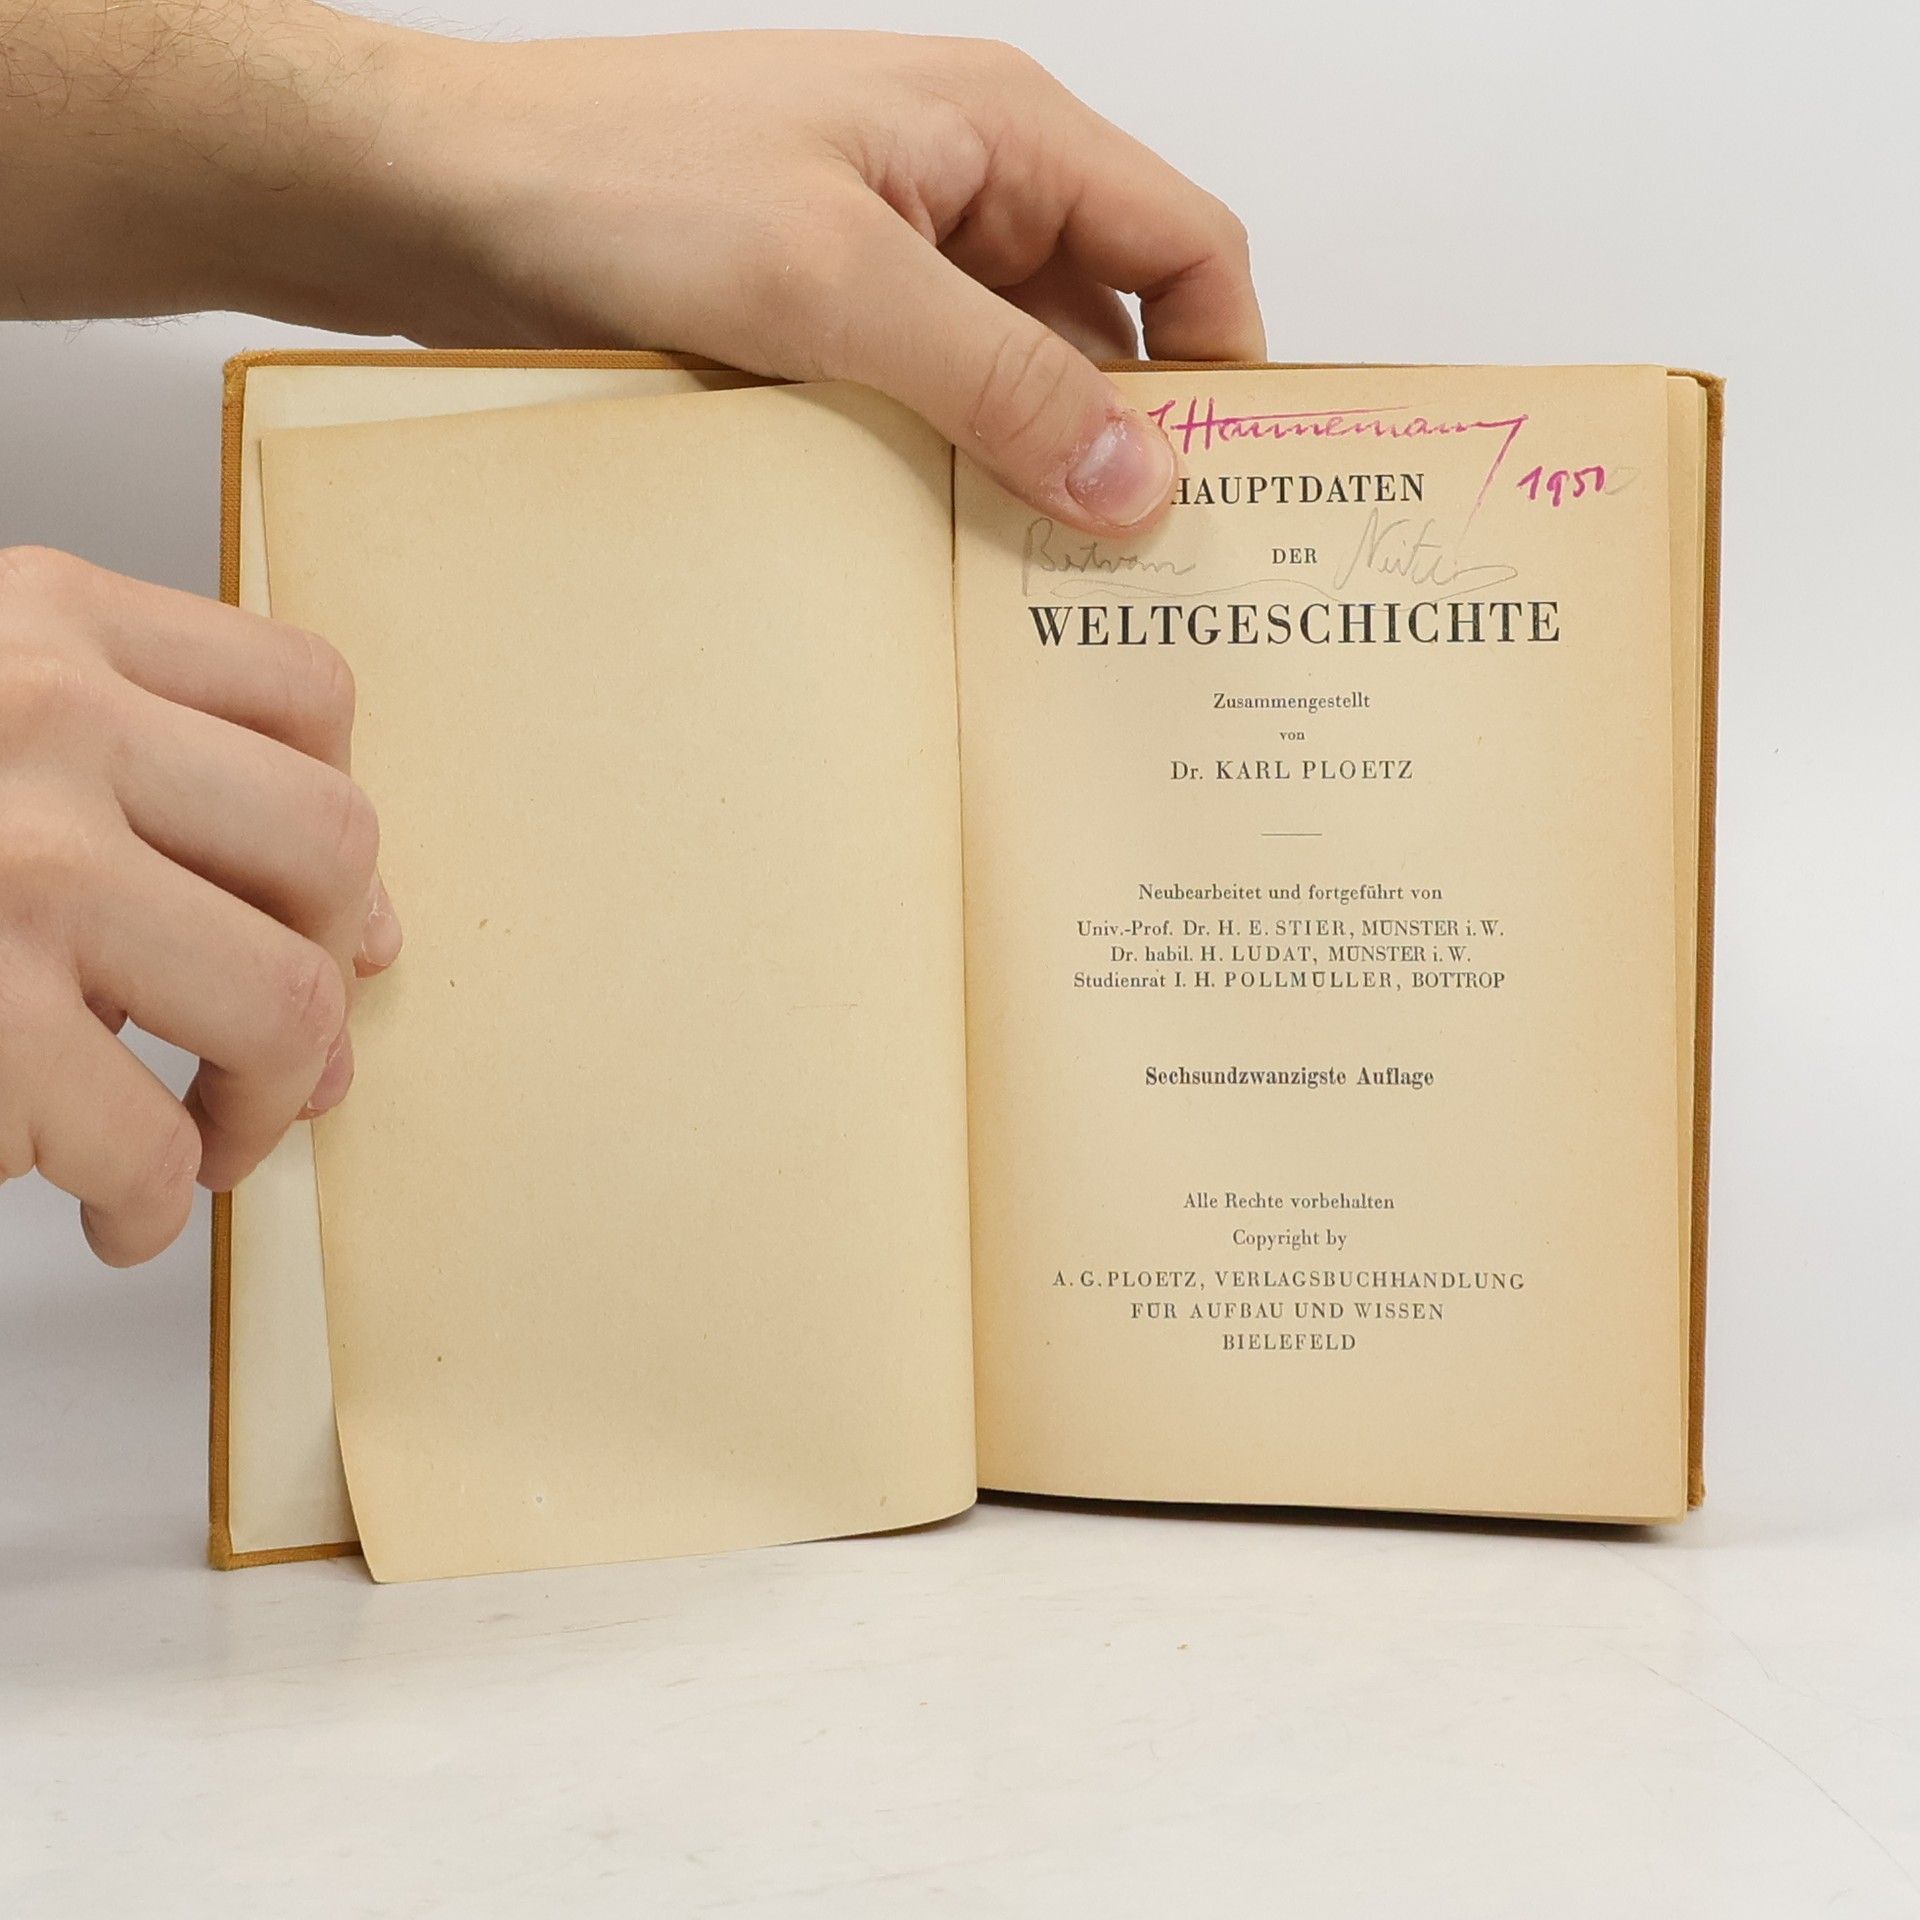 Hannemann
HAUPTDATEN 1950
DER
WELTGESCHICHTE
Zusammengestellt
von
Dr. KARL PLOETZ
Neubearbeitet und fortgeführt von
Univ.-Prof. Dr. H. E. STIER, MÜNSTER i. W.
Dr. habil. H. LUDAT, MÜNSTER i. W.
Studienrat I. H. POLLMÜLLER, BOTTROP
Sechsundzwanzigste Auflage
Alle Rechte vorbehalten
Copyright by
A. G. PLOETZ, VERLAGSBUCHHANDLUNG
FÜR AUFBAU UND WISSEN
BIELEFELD